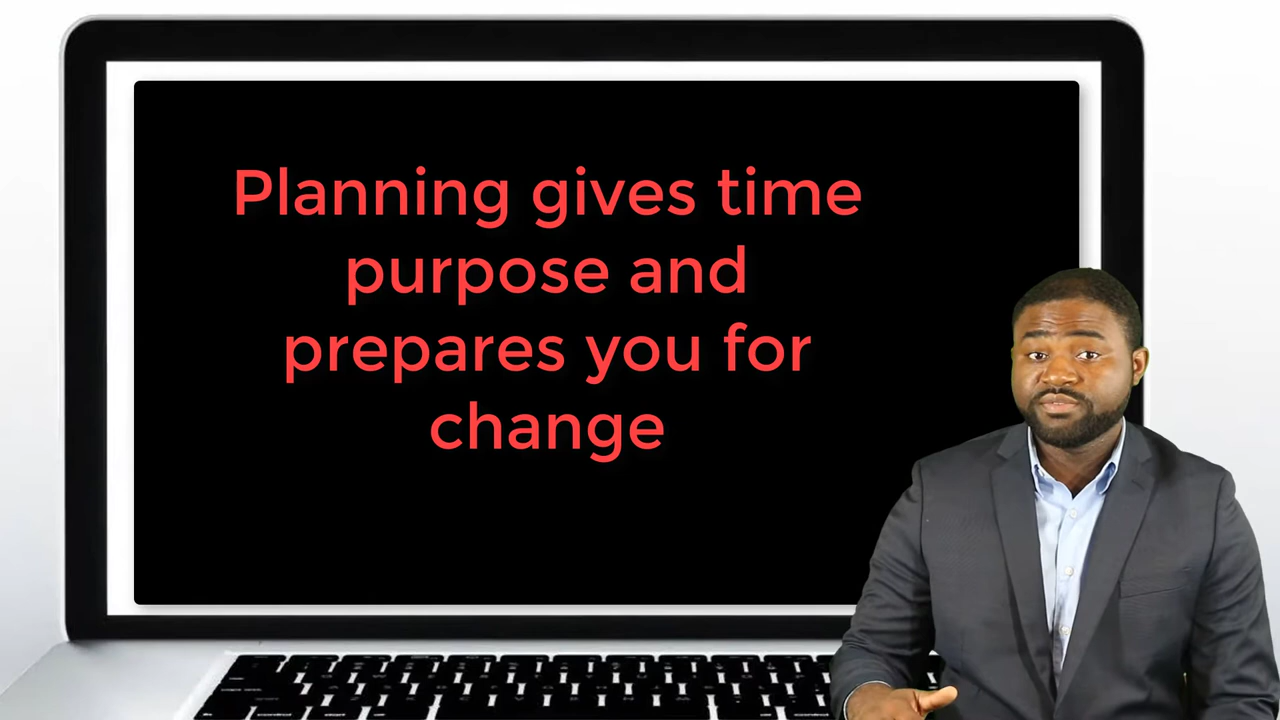 Planning gives time
purpose and
prepares you for
change